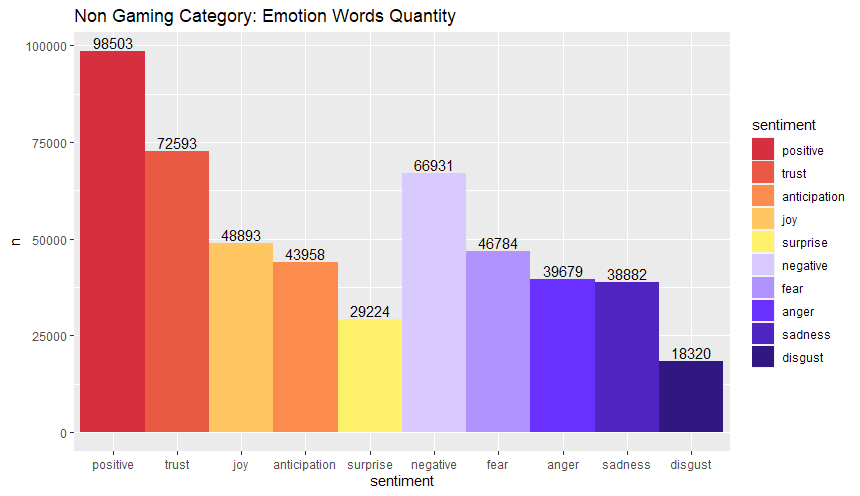 Non Gaming Category: Emotion Words Quantity
n
100000
75000
50000
25000
0
98503
72593
48893
43958
29224
66931
46784
39679
38882
18320
positive
trust
joy
anticipation
surprise
negative
fear
anger
sadness
disgust
sentiment
sentiment
positive
trust
anticipation
joy
surprise
negative
fear
anger
sadness
disgust